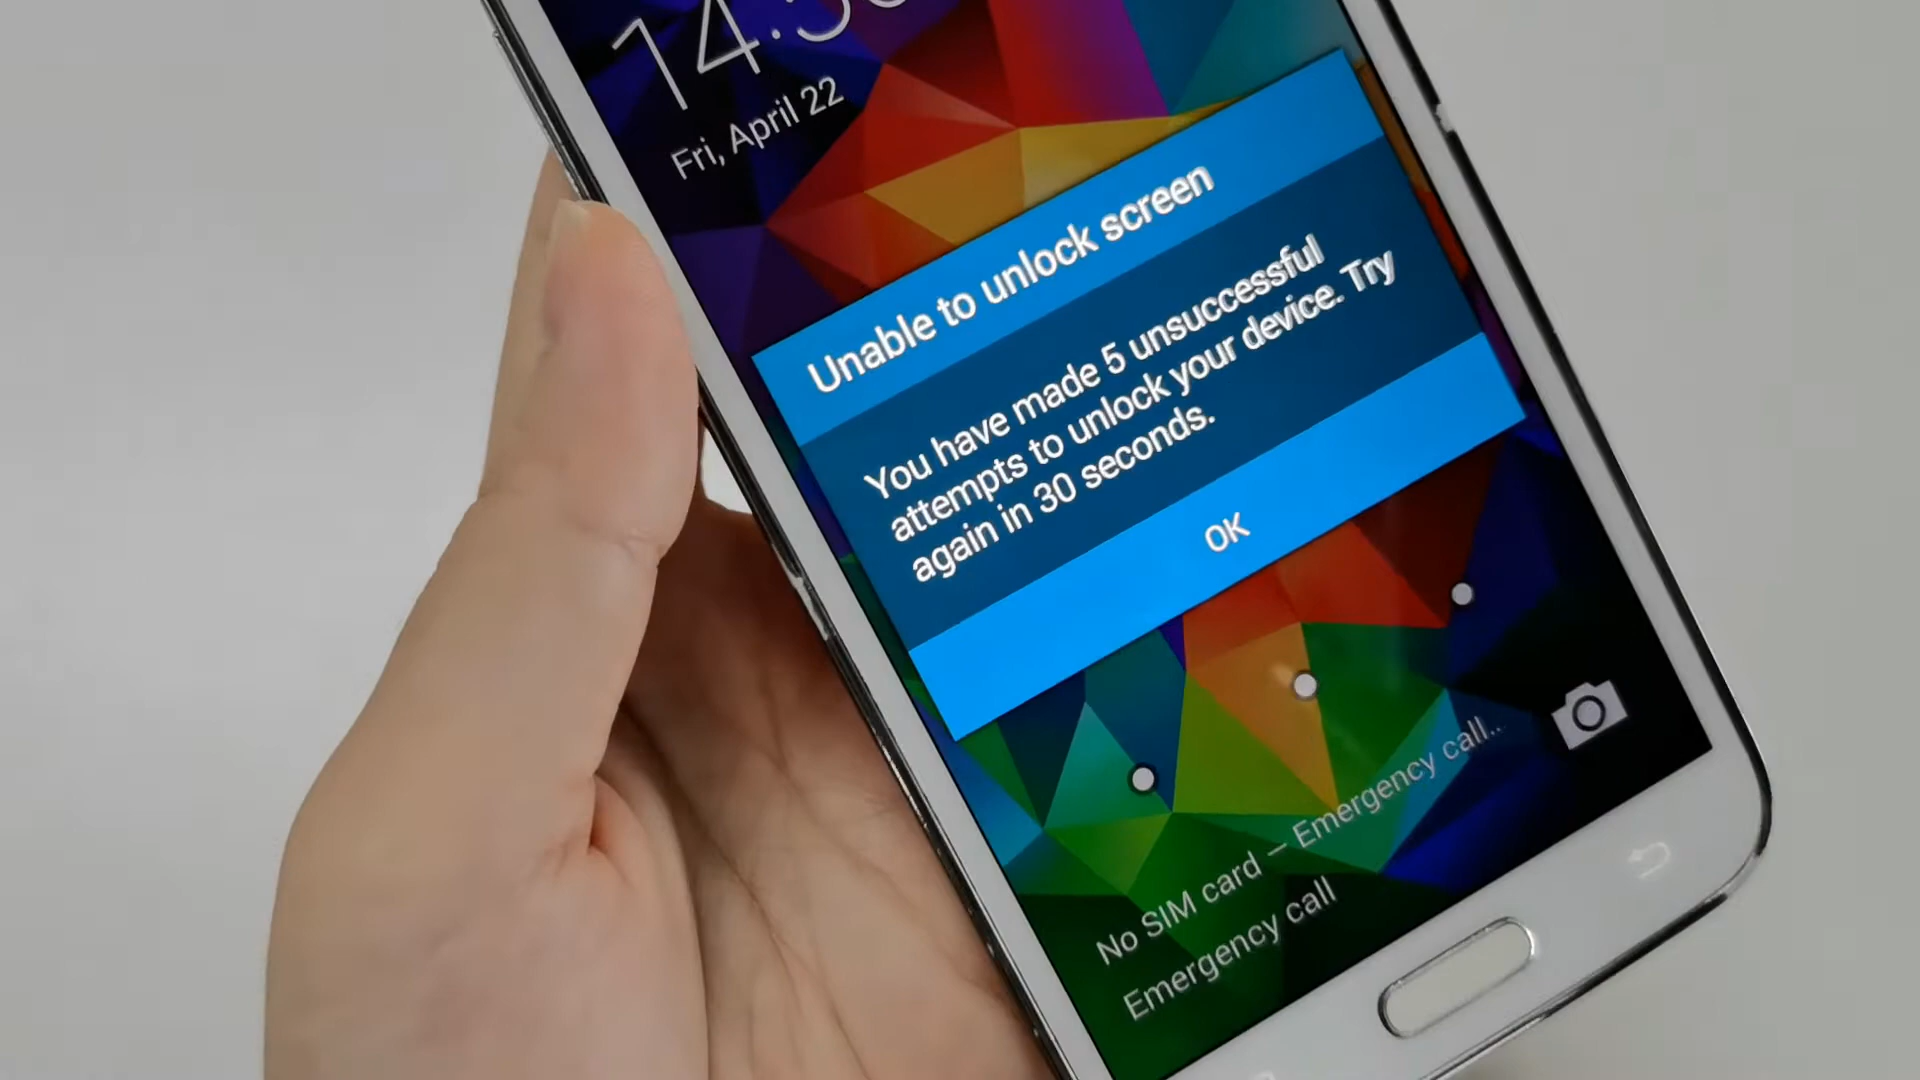 Fri, April 22
Unable to unlock screen
You have made 5 unsuccessful
attempts to unlock your device. Try
again in 30 seconds.
OK
No SIM card — Emergency call...
Emergency call